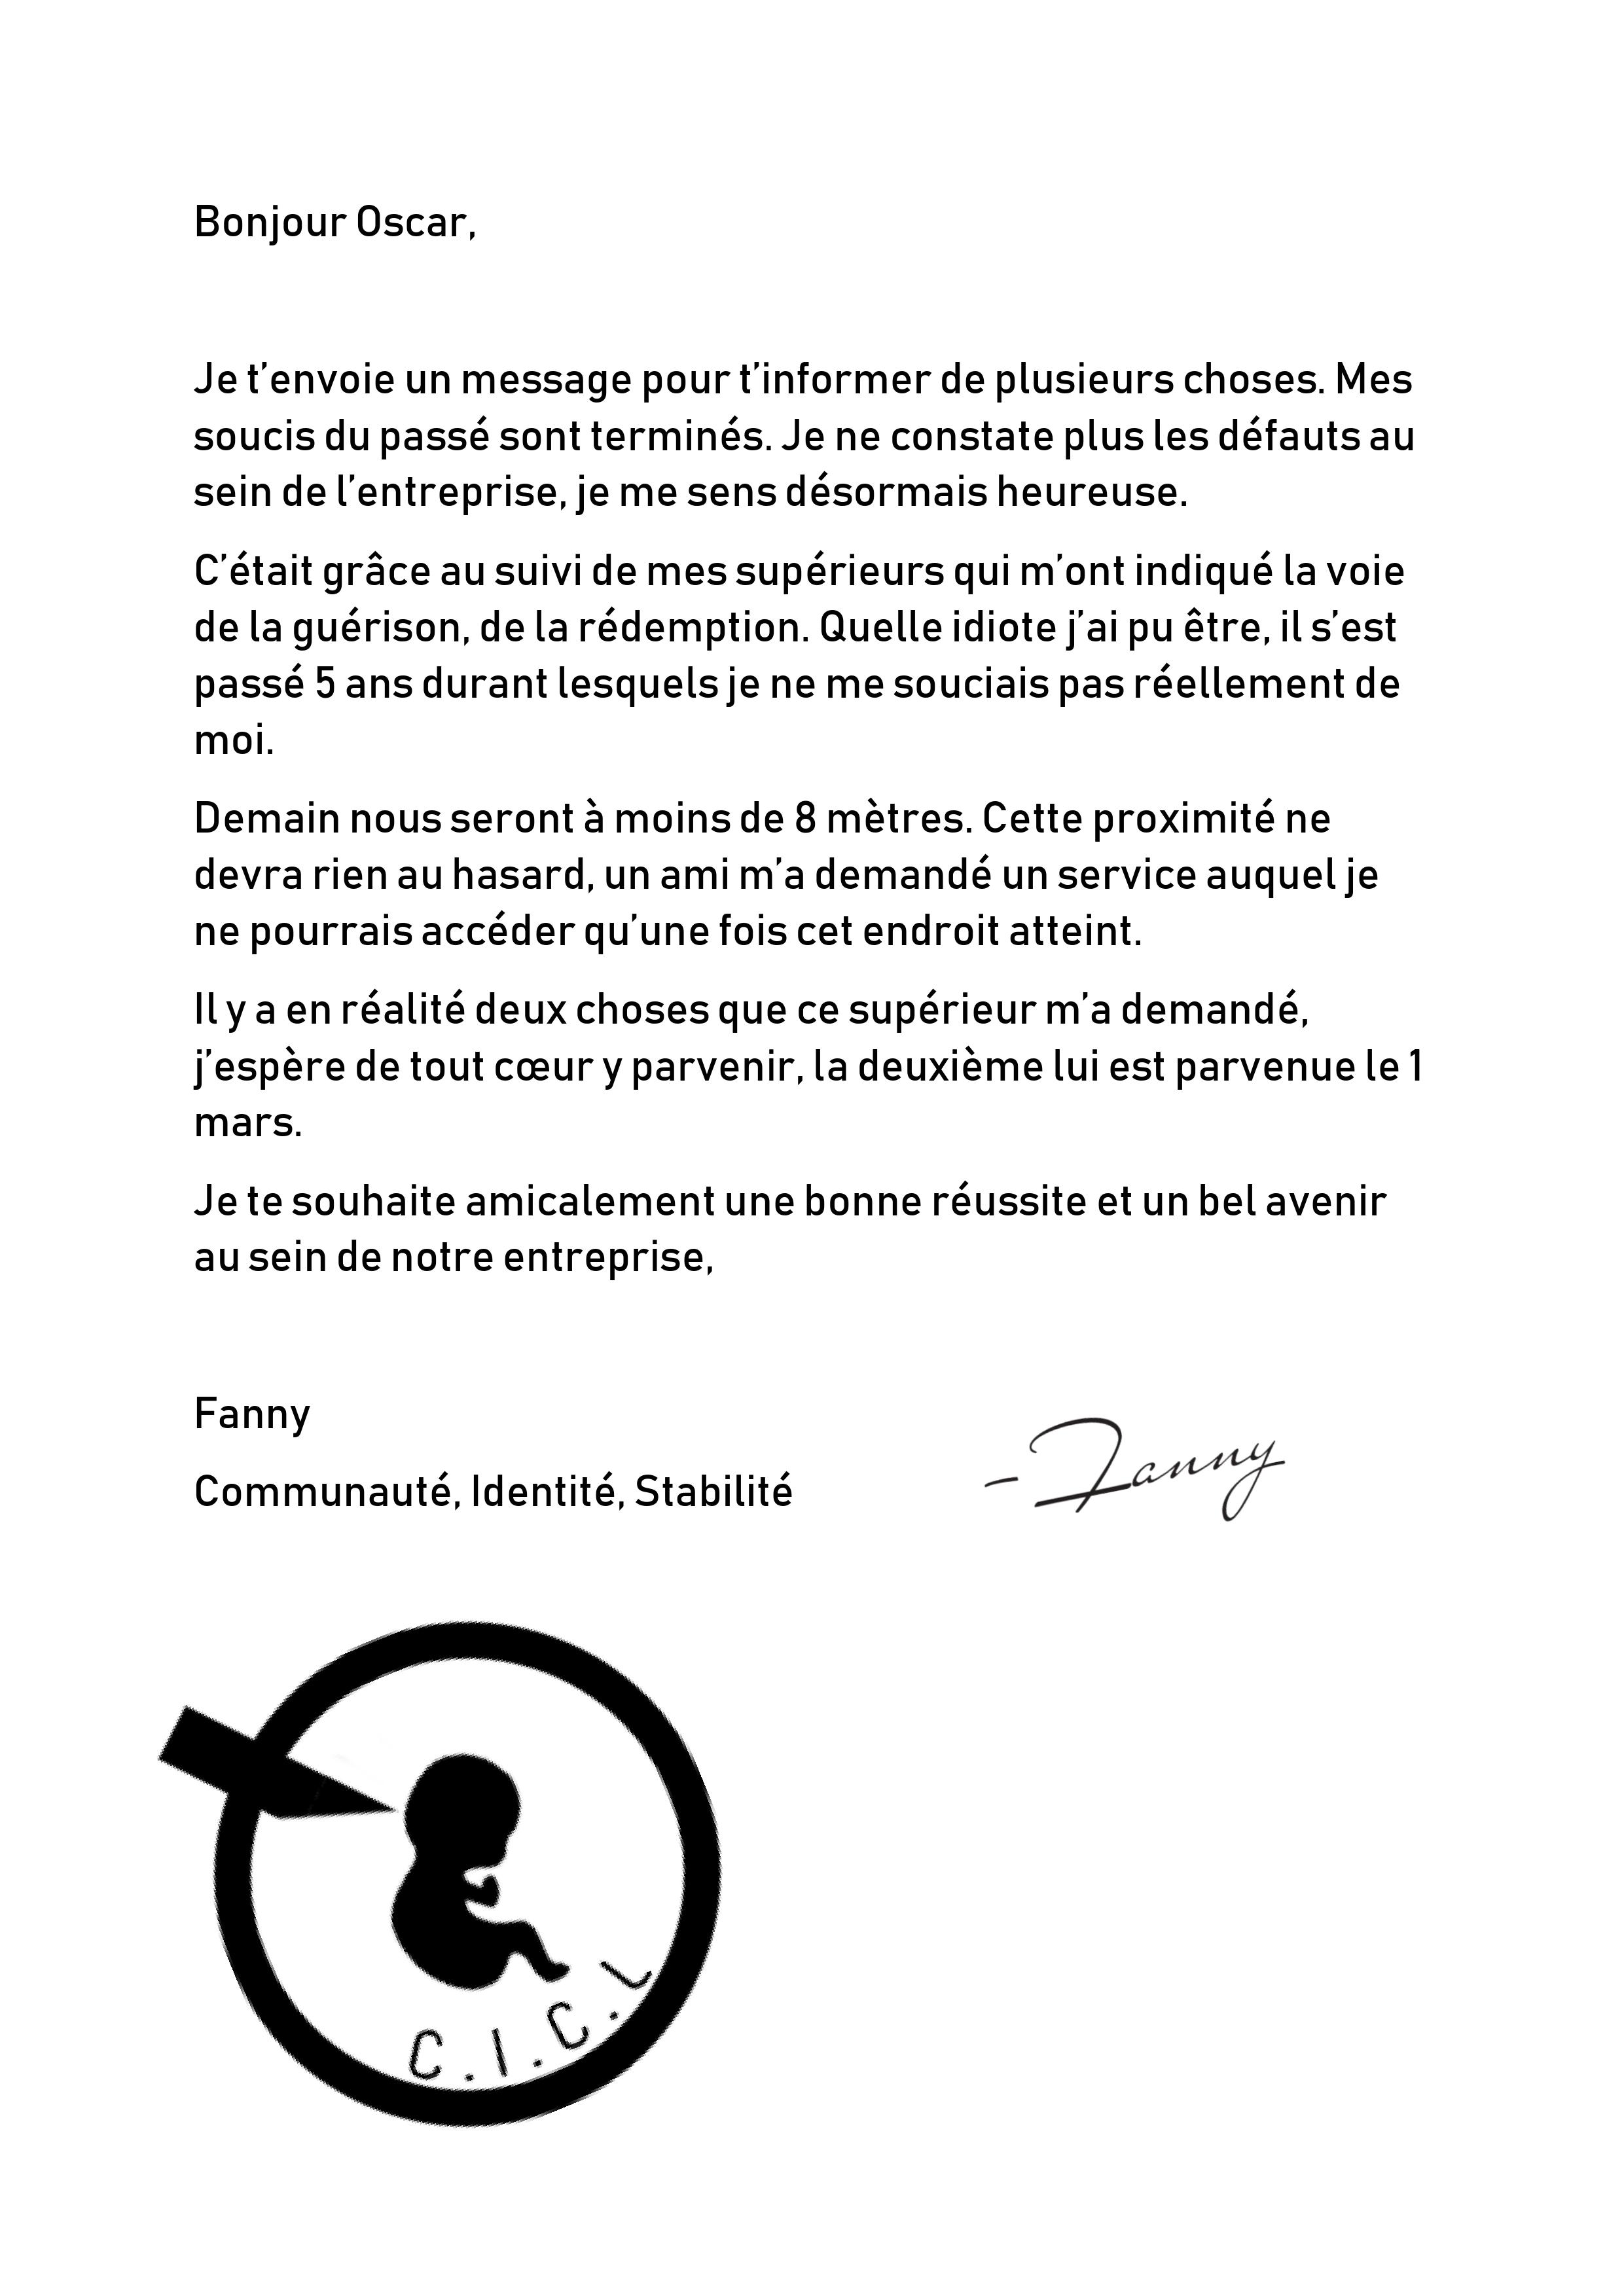 Bonjour Oscar,
Je t’envoie un message pour t’informer de plusieurs choses. Mes
soucis du passé sont terminés. Je ne constate plus les défauts au
sein de l’entreprise, je me sens désormais heureuse.
C’était grâce au suivi de mes supérieurs qui m’ont indiqué la voie
de la guérison, de la rédemption. Quelle idiote j’ai pu être, il s’est
passé 5 ans durant lesquels je ne me souciais pas réellement de
moi.
Demain nous seront à moins de 8 mètres. Cette proximité ne
devra rien au hasard, un ami m’a demandé un service auquel je
ne pourrais accéder qu’une fois cet endroit atteint.
Il y a en réalité deux choses que ce supérieur m’a demandé,
j’espère de tout cœur y parvenir, la deuxième lui est parvenue le 1
mars.
Je te souhaite amicalement une bonne réussite et un bel avenir
au sein de notre entreprise,
Fanny
Communauté, Identité, Stabilité
– Fanny
C.I.C.L